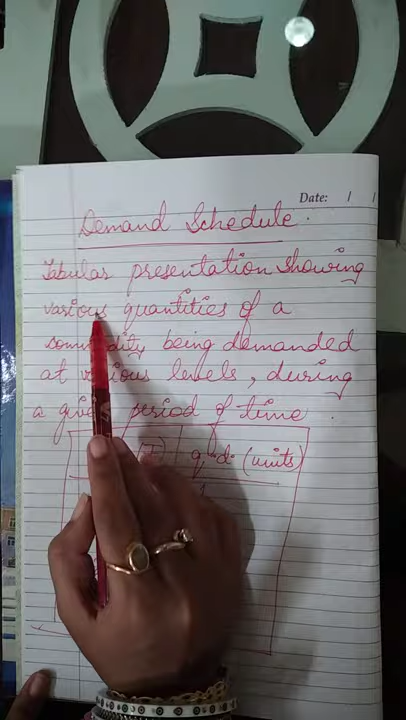 Date: / /
Demand Schedule.
Tabular presentation showing
various quantities of a
commodity being demanded
at various levels, during
a given period of time.
q.d. (units)
1